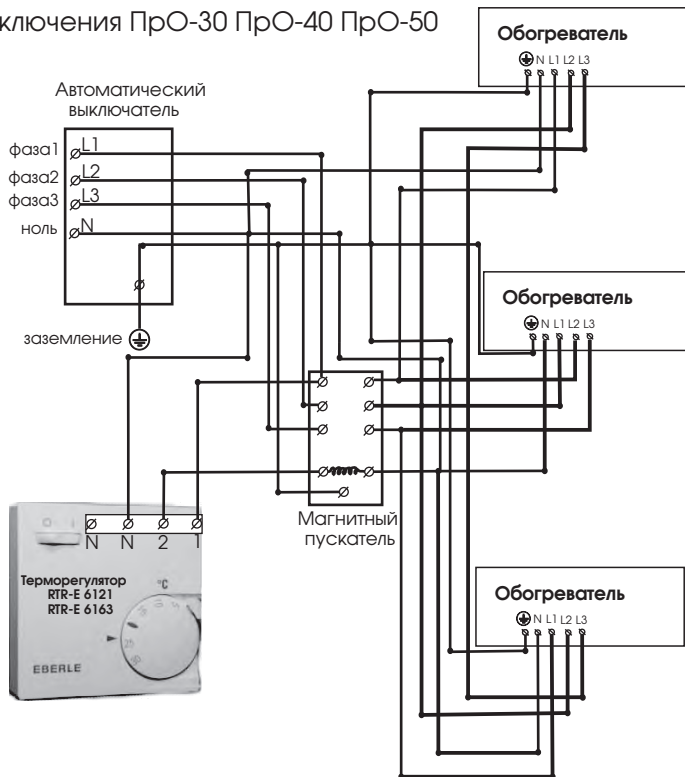 ключения ПрО-30 ПрО-40 ПрО-50
Обогреватель
N L1 L2 L3
Автоматический
выключатель
фаза1 L1
фаза2 L2
фаза3 L3
ноль N
заземление
Обогреватель
N L1 L2 L3
Магнитный
пускатель
N N 2 1
Терморегулятор
RTR-E 6121
RTR-E 6163
°C
EBERLE
Обогреватель
N L1 L2 L3